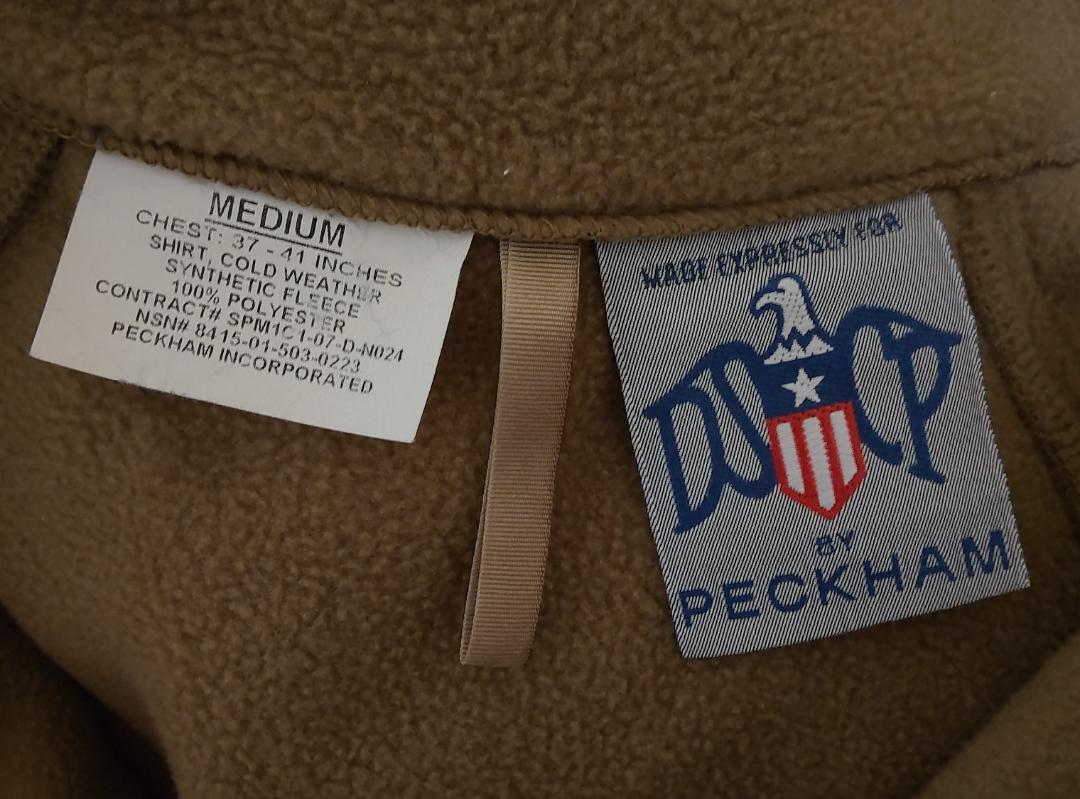 MEDIUM
CHEST: 37 - 41 INCHES
SHIRT, COLD WEATHER
SYNTHETIC FLEECE
100% POLYESTER
CONTRACT# SPM1C1-07-D-N024
NSN# 8415-01-503-0223
PECKHAM INCORPORATED
MADE EXPRESSLY FOR
DSCP
BY
PECKHAM